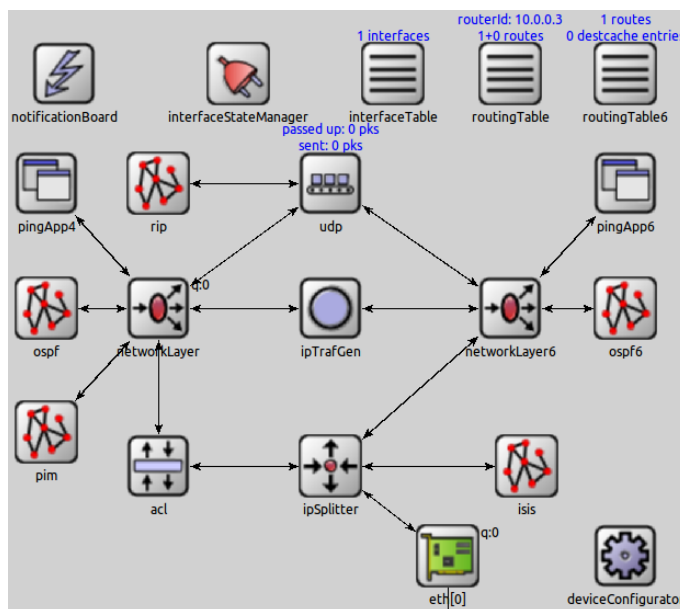 routerId: 10.0.0.3
1 routes
1 interfaces
1+0 routes
0 destcache entries
notificationBoard
interfaceStateManager
interfaceTable
routingTable
routingTable6
passed up: 0 pks
sent: 0 pks
pingApp4
rip
udp
pingApp6
q:0
ospf
networkLayer
ipTrafGen
networkLayer6
ospf6
pim
acl
ipSplitter
isis
q:0
eth[0]
deviceConfigurato